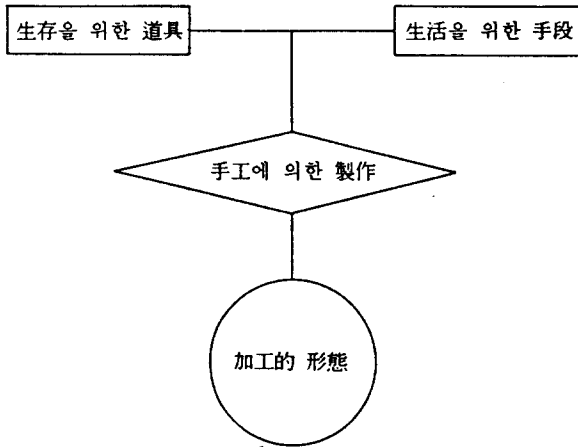 生存을 위한 道具
生活을 위한 手段
手工에 의한 製作
加工的 形態